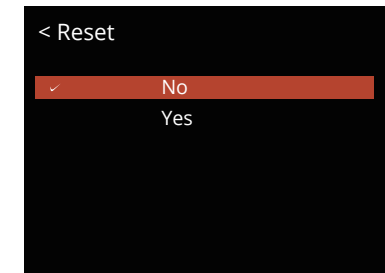 < Reset
✓ No
Yes